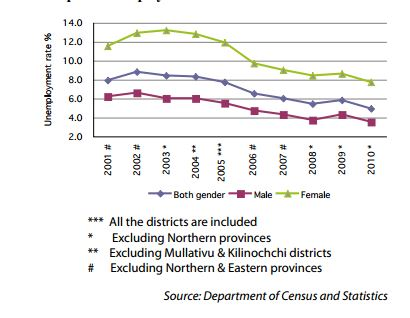 14.0
12.0
10.0
8.0
6.0
4.0
2.0
Unemployment rate %
2001 #
2002 #
2003 *
2004 **
2005 ***
2006 #
2007 #
2008 *
2009 *
2010 *
Both gender Male Female
*** All the districts are included
* Excluding Northern provinces
** Excluding Mullativu & Kilinochchi districts
# Excluding Northern & Eastern provinces
Source: Department of Census and Statistics